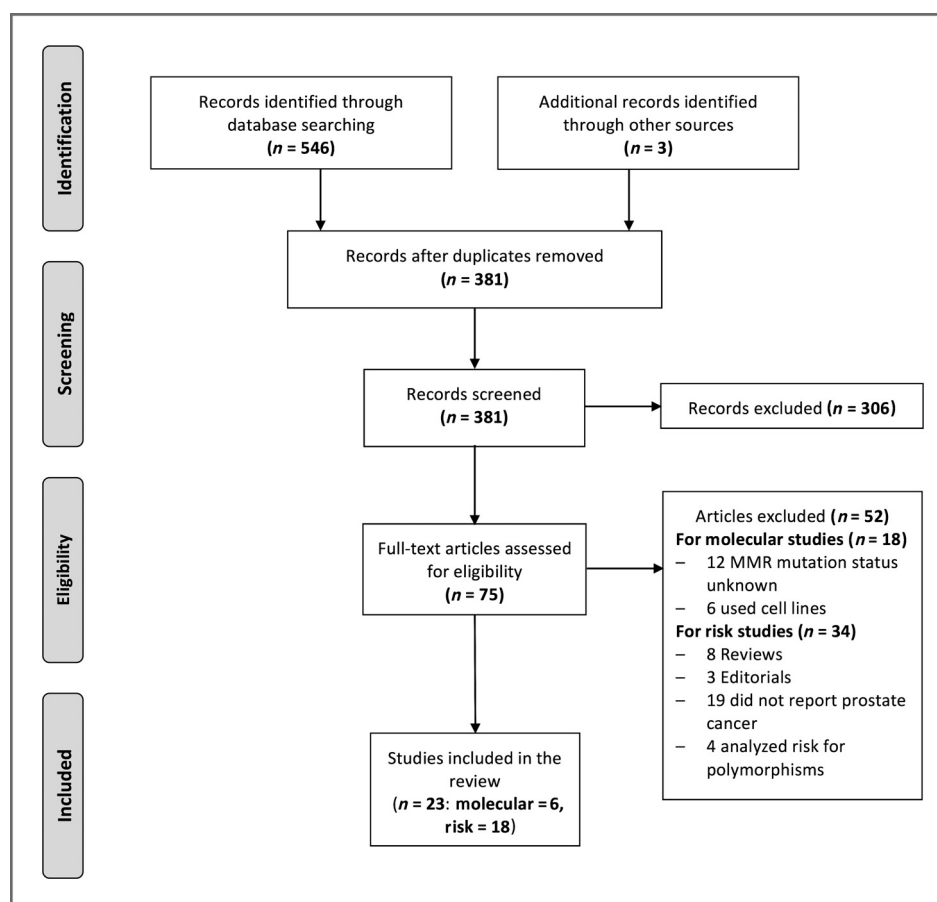 Identification
Records identified through
database searching
(n = 546)
Additional records identified
through other sources
(n = 3)
Records after duplicates removed
(n = 381)
Screening
Records screened
(n = 381)
Records excluded (n = 306)
Eligibility
Full-text articles assessed
for eligibility
(n = 75)
Articles excluded (n = 52)
For molecular studies (n = 18)
– 12 MMR mutation status
unknown
– 6 used cell lines
For risk studies (n = 34)
– 8 Reviews
– 3 Editorials
– 19 did not report prostate
cancer
– 4 analyzed risk for
polymorphisms
Included
Studies included in the
review
(n = 23: molecular = 6,
risk = 18)